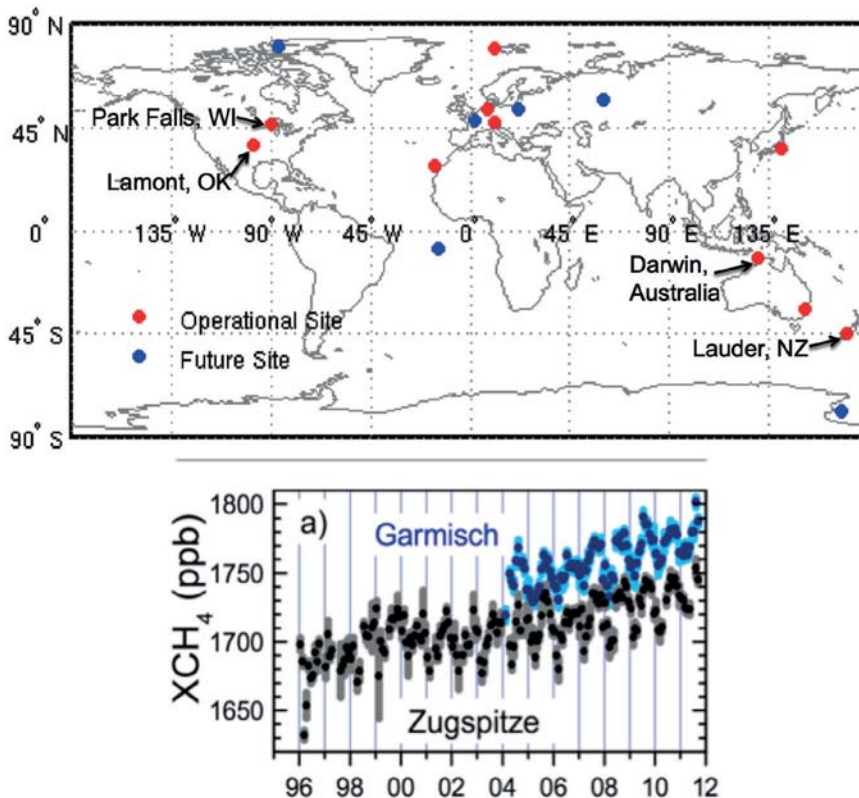 90° N
Park Falls, WI
45° N
Lamont, OK
0°
135° W
90° W
45° W
0°
45° E
90° E
135° E
Darwin,
Australia
Operational Site
45° S
Lauder, NZ
Future Site
90° S
1800
a)
Garmisch
1750
XCH4 (ppb)
1700
1650
Zugspitze
96 98 00 02 04 06 08 10 12